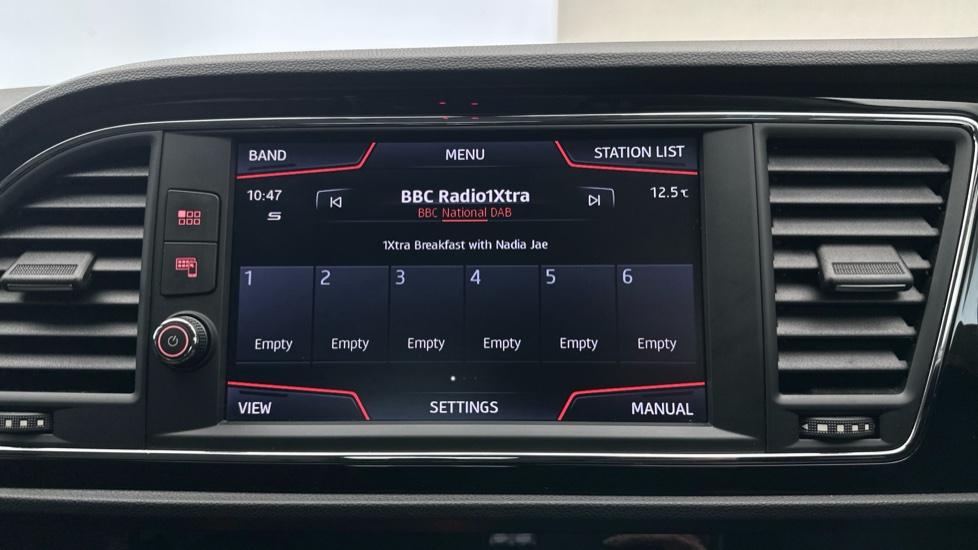 BAND MENU STATION LIST
10:47 BBC Radio1Xtra 12.5℃
BBC National DAB
1Xtra Breakfast with Nadia Jae
1 2 3 4 5 6
Empty Empty Empty Empty Empty Empty
VIEW SETTINGS MANUAL